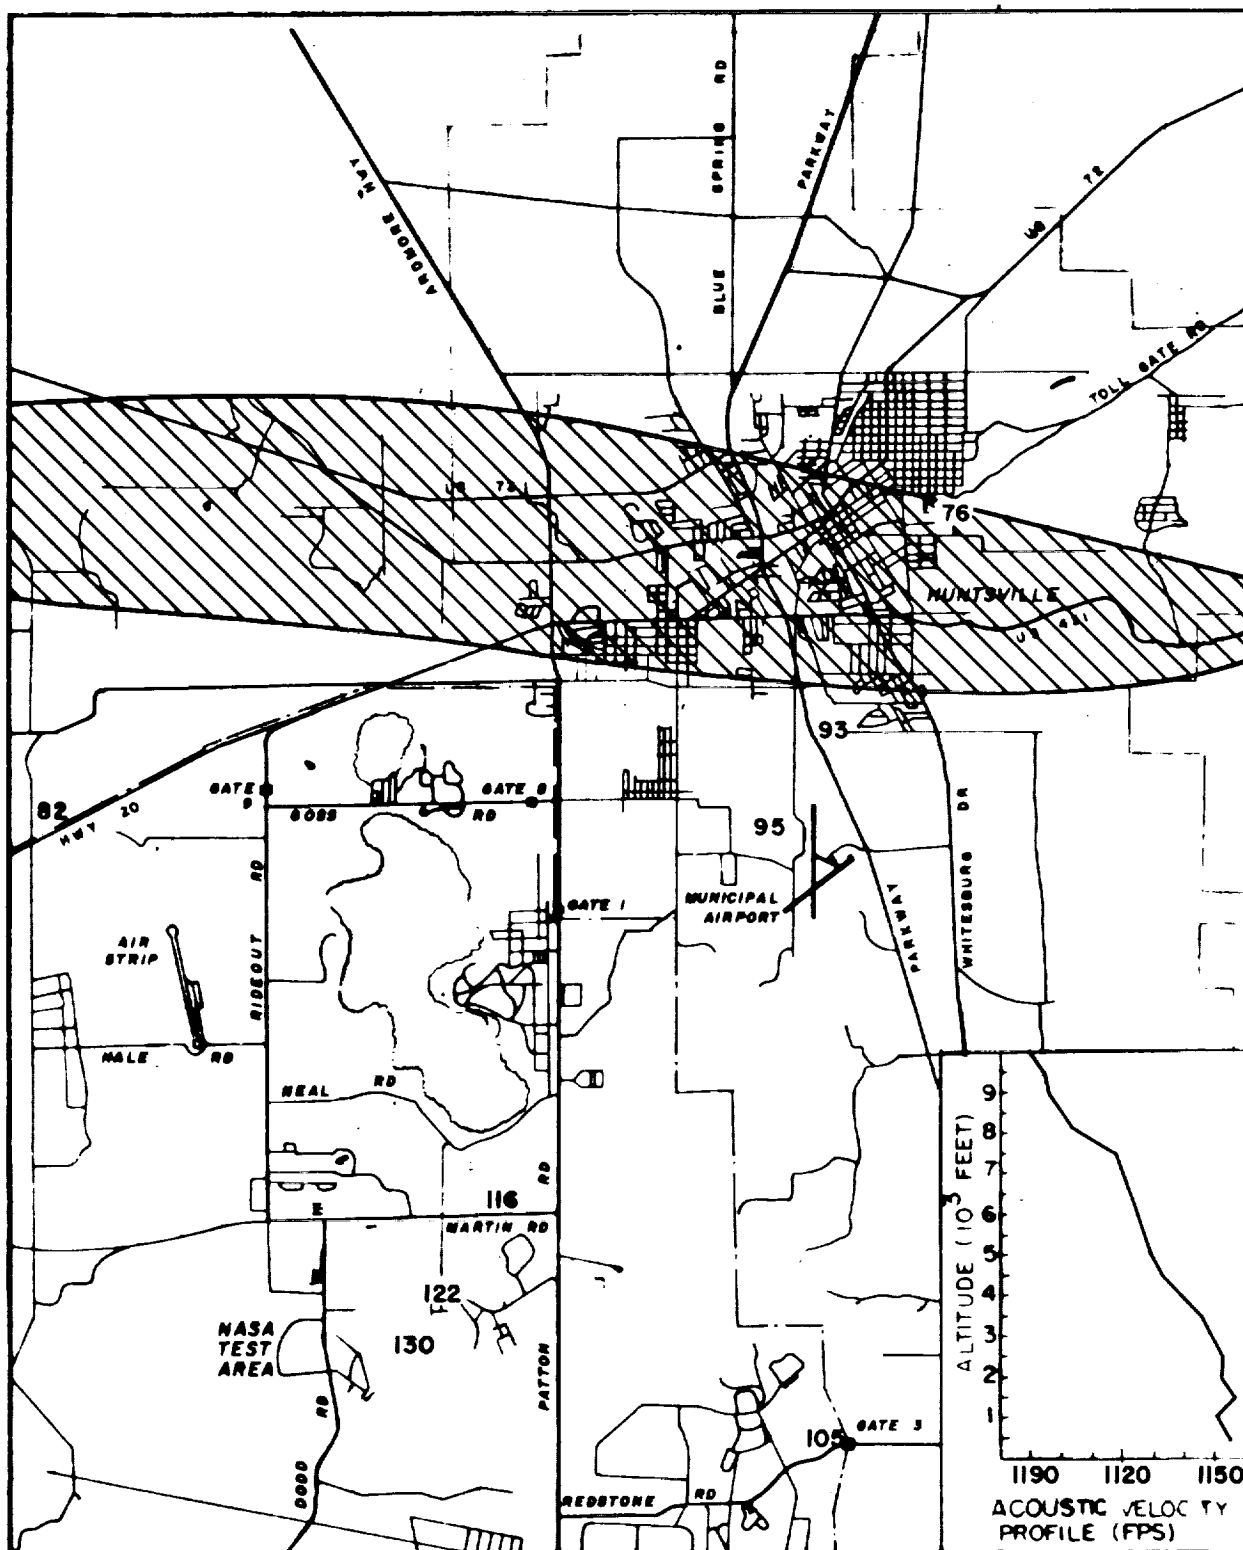 BLUE SPRING RD
PARKWAY
ARDMORE HWY
US 72
TOLL GATE RD
US 72
76
HUNTSVILLE
US 431
93
82
HWY 20
GATE 9
GOSS RD
GATE 8
95
MUNICIPAL
AIRPORT
GATE 1
PARKWAY
WHITESBURG DR
AIR
STRIP
RIDEOUT RD
HALE RD
NEAL RD
116
MARTIN RD
122
130
NASA
TEST
AREA
DODD RD
PATTON RD
105
GATE 3
REDSTONE RD
ALTITUDE (10³ FEET)
9
8
7
6
5
4
3
2
1
1190 1120 1150
ACOUSTIC VELOCITY
PROFILE (FPS)